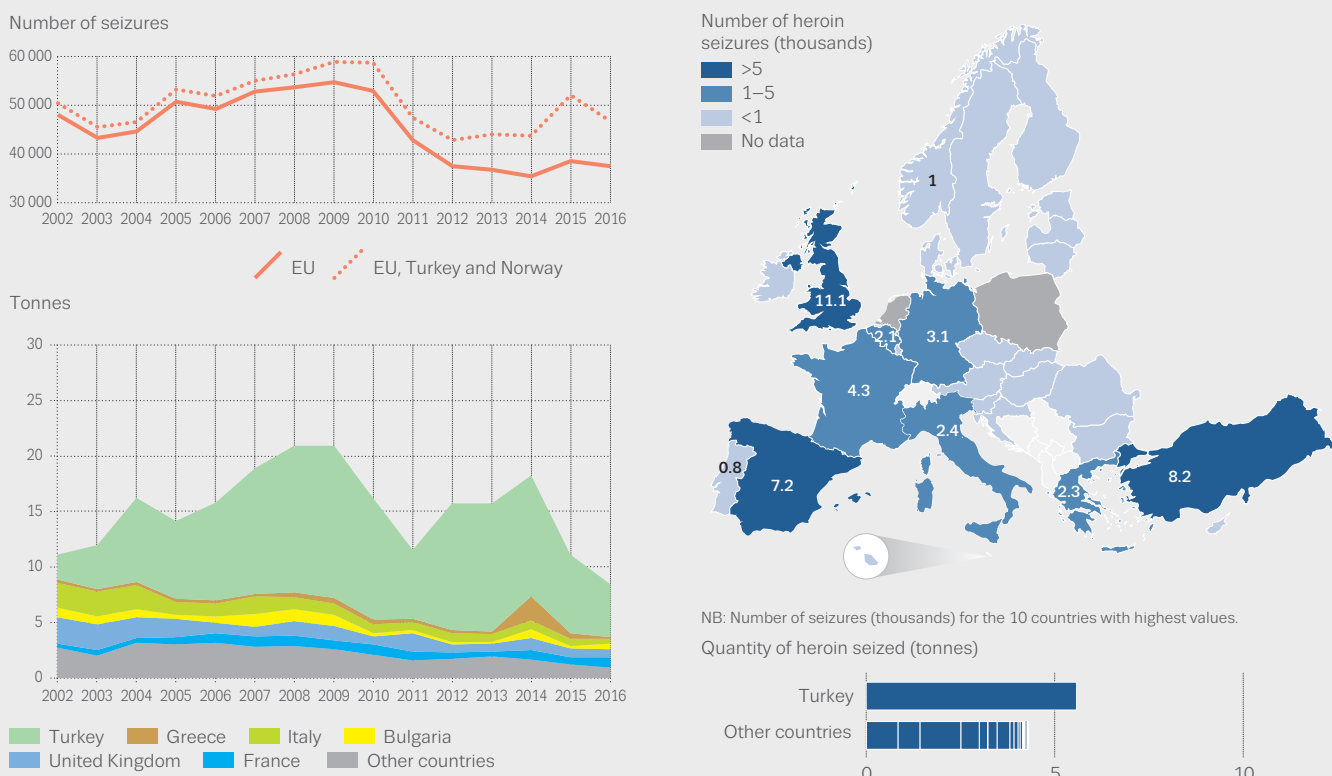 Number of seizures
60 000
50 000
40 000
30 000
2002 2003 2004 2005 2006 2007 2008 2009 2010 2011 2012 2013 2014 2015 2016
EU EU, Turkey and Norway
Tonnes
30
25
20
15
10
5
0
2002 2003 2004 2005 2006 2007 2008 2009 2010 2011 2012 2013 2014 2015 2016
Turkey Greece Italy Bulgaria
United Kingdom France Other countries
Number of heroin
seizures (thousands)
>5
1–5
<1
No data
1
11.1
2.1
3.1
4.3
2.4
0.8
7.2
2.3
8.2
NB: Number of seizures (thousands) for the 10 countries with highest values.
Quantity of heroin seized (tonnes)
Turkey
Other countries
0 5 10